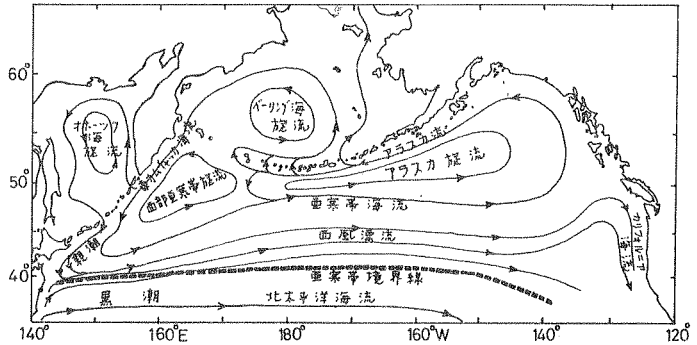 60°
50°
40°
オホーツク
海
旋流
ベーリング海
旋流
東カムチャッカ海流
西部亜寒帯旋流
アラスカ流
アラスカ旋流
亜寒帯海流
西風漂流
カリフォルニア
海流
親潮
亜寒帯境界線
黒潮
北太平洋海流
140°
160°E
180°
160°W
140°
120